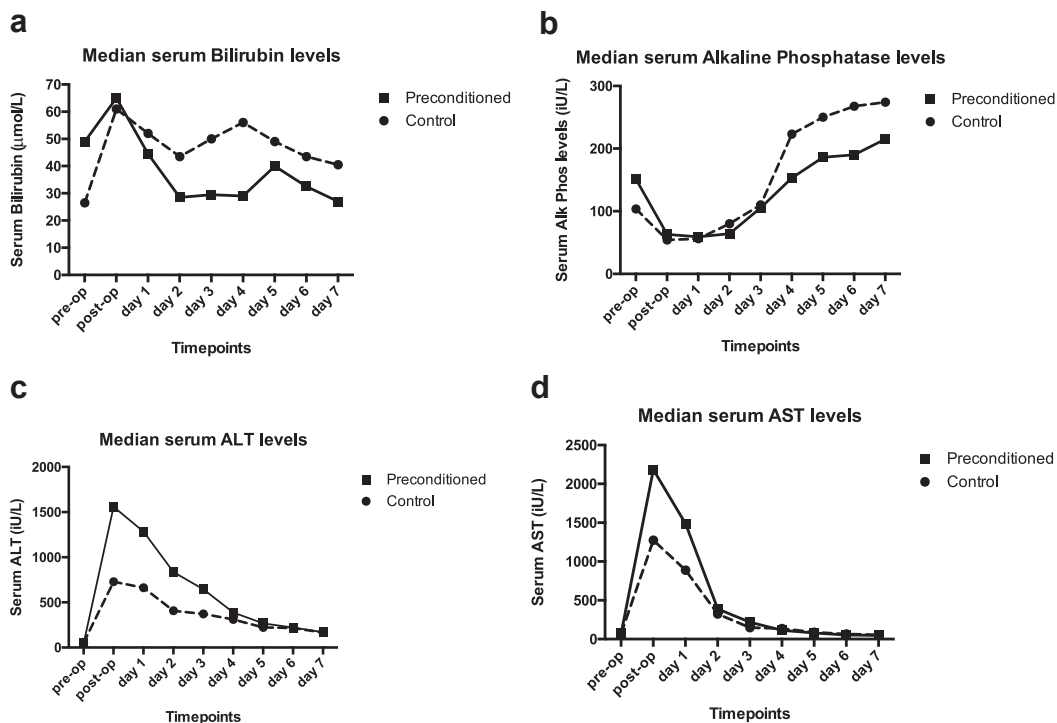 a
Median serum Bilirubin levels
Serum Bilirubin (μmol/L)
70
60
50
40
30
20
10
0
pre-op
post-op
day 1
day 2
day 3
day 4
day 5
day 6
day 7
Timepoints
Preconditioned
Control
b
Median serum Alkaline Phosphatase levels
Serum Alk Phos levels (iU/L)
300
200
100
0
pre-op
post-op
day 1
day 2
day 3
day 4
day 5
day 6
day 7
Timepoints
Preconditioned
Control
c
Median serum ALT levels
Serum ALT (iU/L)
2000
1500
1000
500
0
pre-op
post-op
day 1
day 2
day 3
day 4
day 5
day 6
day 7
Timepoints
Preconditioned
Control
d
Median serum AST levels
Serum AST (iU/L)
2500
2000
1500
1000
500
0
pre-op
post-op
day 1
day 2
day 3
day 4
day 5
day 6
day 7
Timepoints
Preconditioned
Control